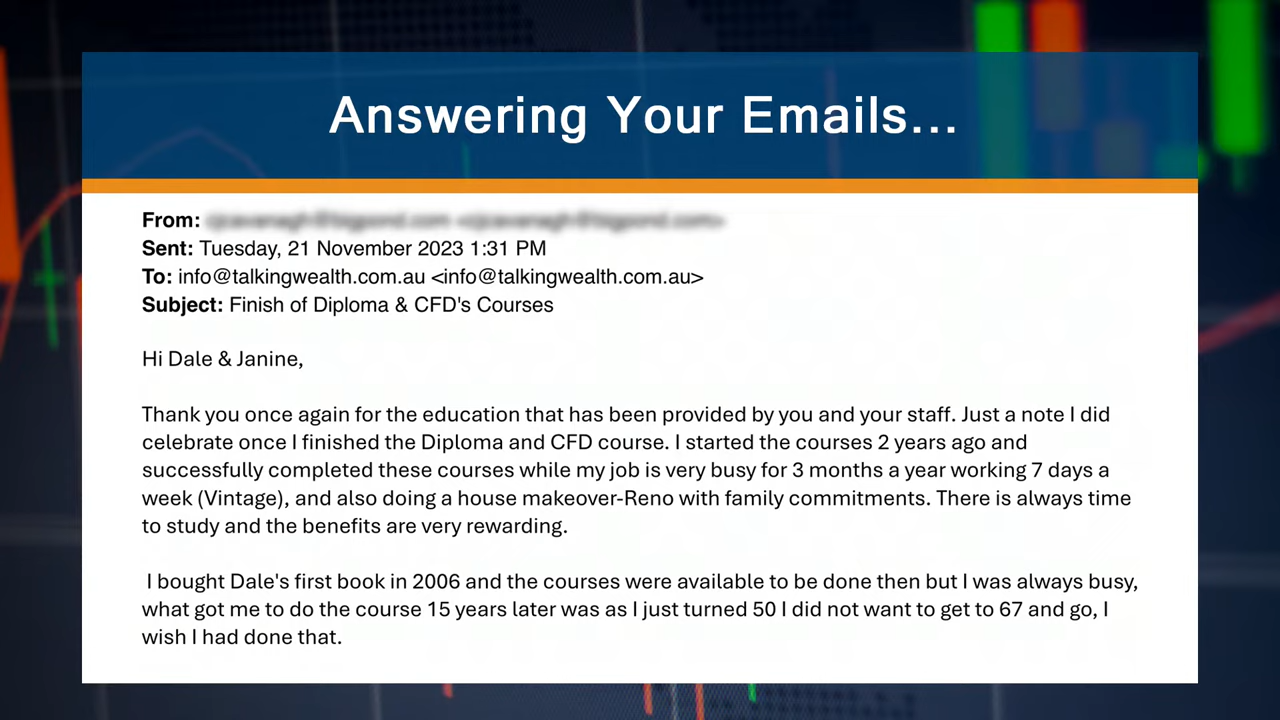 Answering Your Emails...
From:
Sent: Tuesday, 21 November 2023 1:31 PM
To: info@talkingwealth.com.au <info@talkingwealth.com.au>
Subject: Finish of Diploma & CFD's Courses
Hi Dale & Janine,
Thank you once again for the education that has been provided by you and your staff. Just a note I did
celebrate once I finished the Diploma and CFD course. I started the courses 2 years ago and
successfully completed these courses while my job is very busy for 3 months a year working 7 days a
week (Vintage), and also doing a house makeover-Reno with family commitments. There is always time
to study and the benefits are very rewarding.
I bought Dale's first book in 2006 and the courses were available to be done then but I was always busy,
what got me to do the course 15 years later was as I just turned 50 I did not want to get to 67 and go, I
wish I had done that.